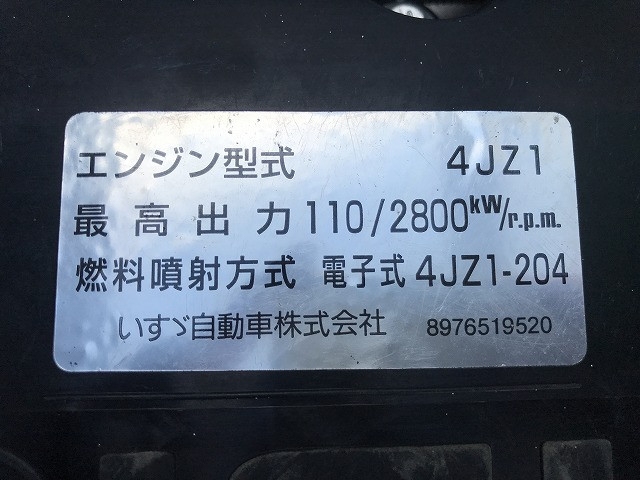 エンジン型式 4JZ1
最高出力 110/2800kW/r.p.m.
燃料噴射方式 電子式 4JZ1-204
いすゞ自動車株式会社 8976519520